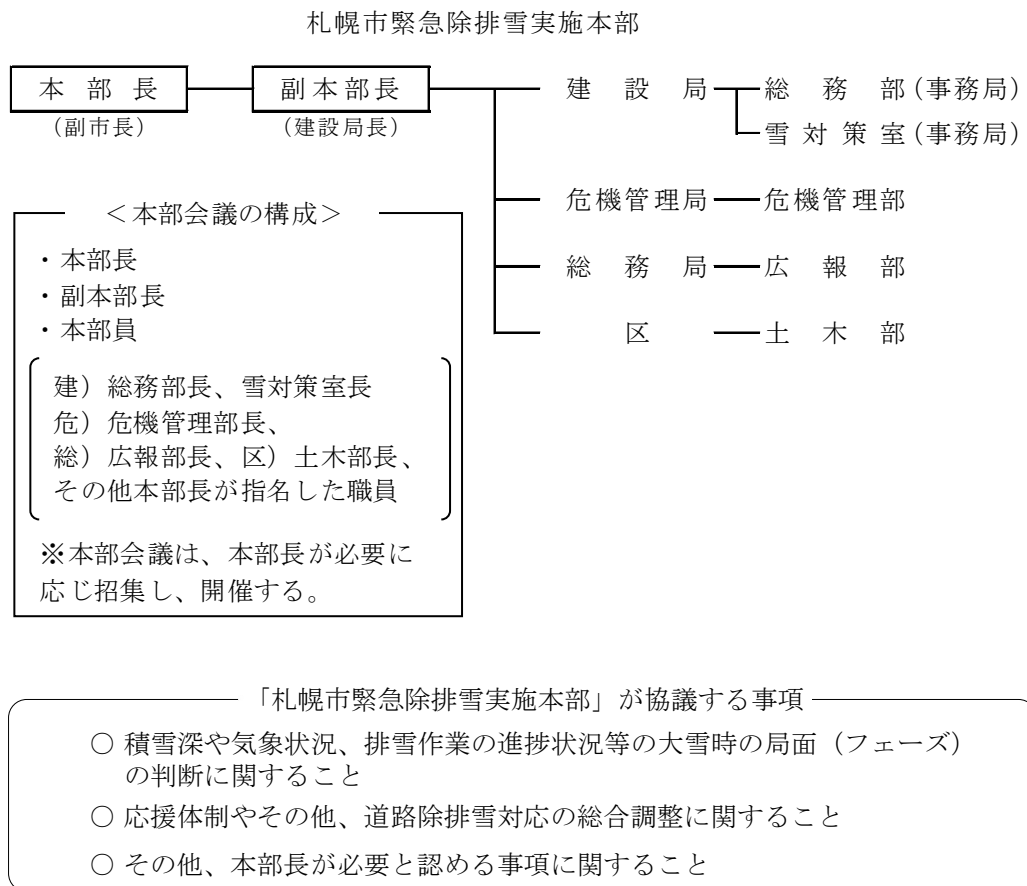 札幌市緊急除排雪実施本部
本部長 副本部長 建設局 総務部(事務局)
(副市長) (建設局長) 雪対策室(事務局)
危機管理局 危機管理部
総務局 広報部
区 土木部
＜本部会議の構成＞
・本部長
・副本部長
・本部員
建）総務部長、雪対策室長
危）危機管理部長、
総）広報部長、区）土木部長、
その他本部長が指名した職員
※本部会議は、本部長が必要に
応じ招集し、開催する。
「札幌市緊急除排雪実施本部」が協議する事項
○ 積雪深や気象状況、排雪作業の進捗状況等の大雪時の局面（フェーズ）
の判断に関すること
○ 応援体制やその他、道路除排雪対応の総合調整に関すること
○ その他、本部長が必要と認める事項に関すること